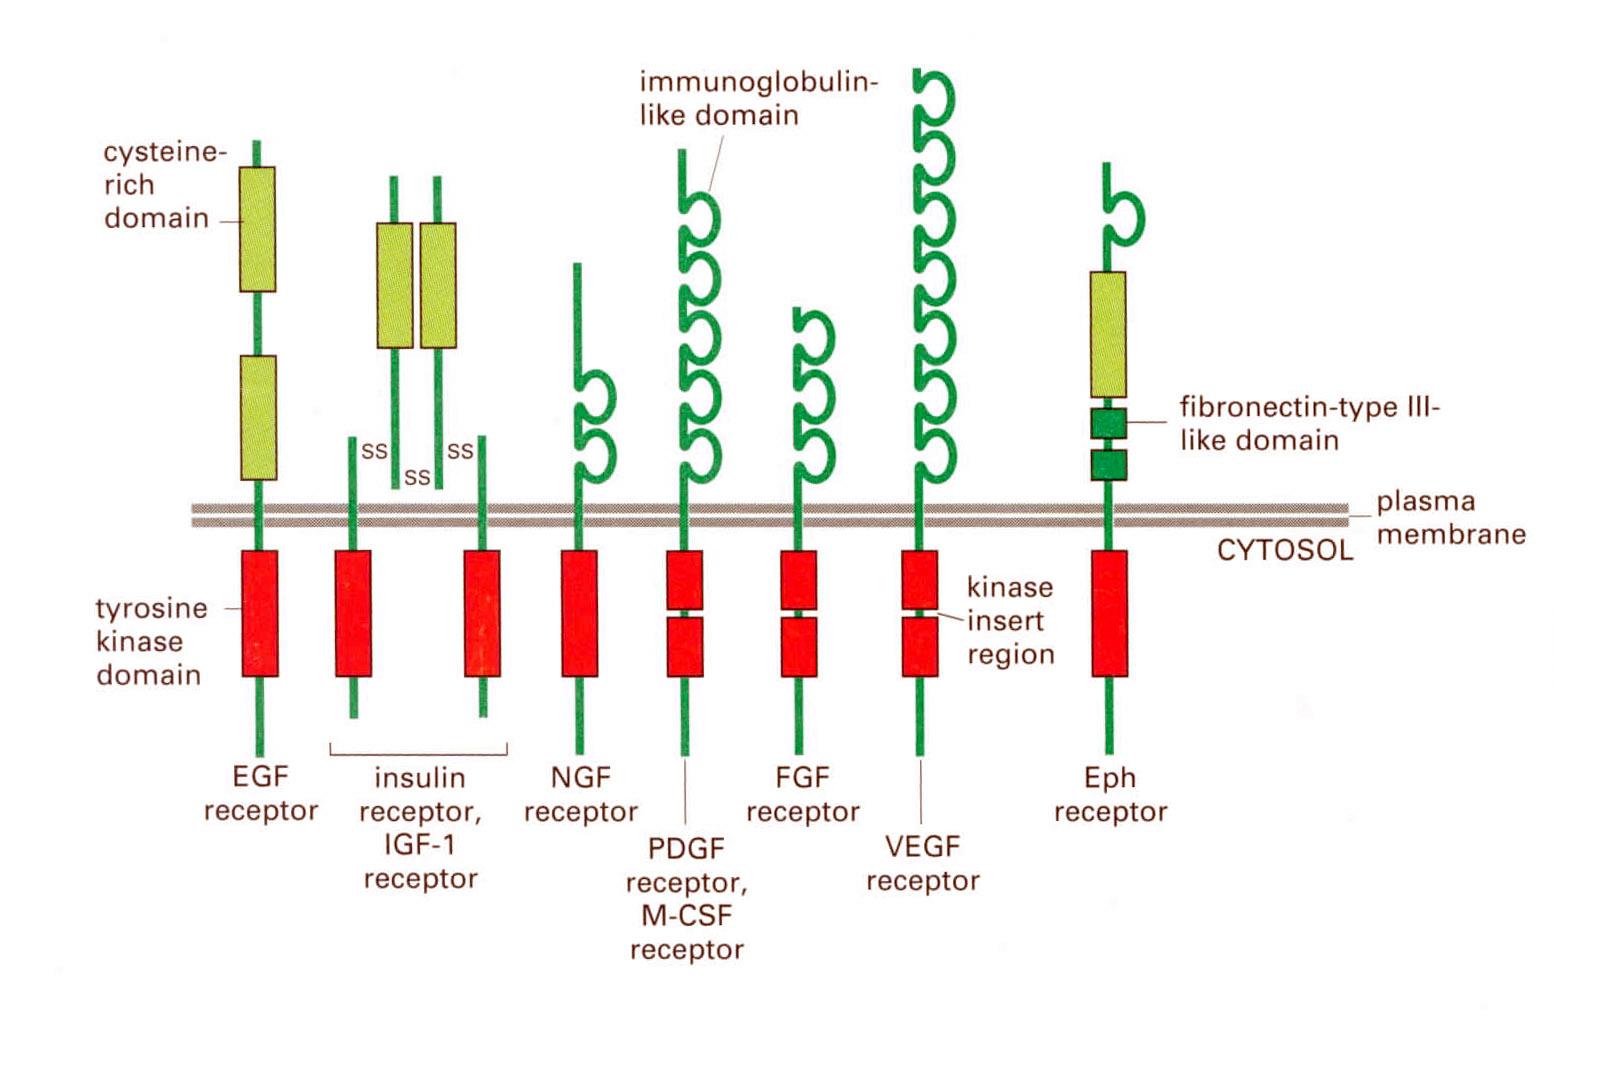 immunoglobulin-
like domain
cysteine-
rich
domain
fibronectin-type III-
like domain
ss
ss
ss
plasma
membrane
CYTOSOL
tyrosine
kinase
domain
kinase
insert
region
EGF
receptor
insulin
receptor,
IGF-1
receptor
NGF
receptor
PDGF
receptor,
M-CSF
receptor
FGF
receptor
VEGF
receptor
Eph
receptor